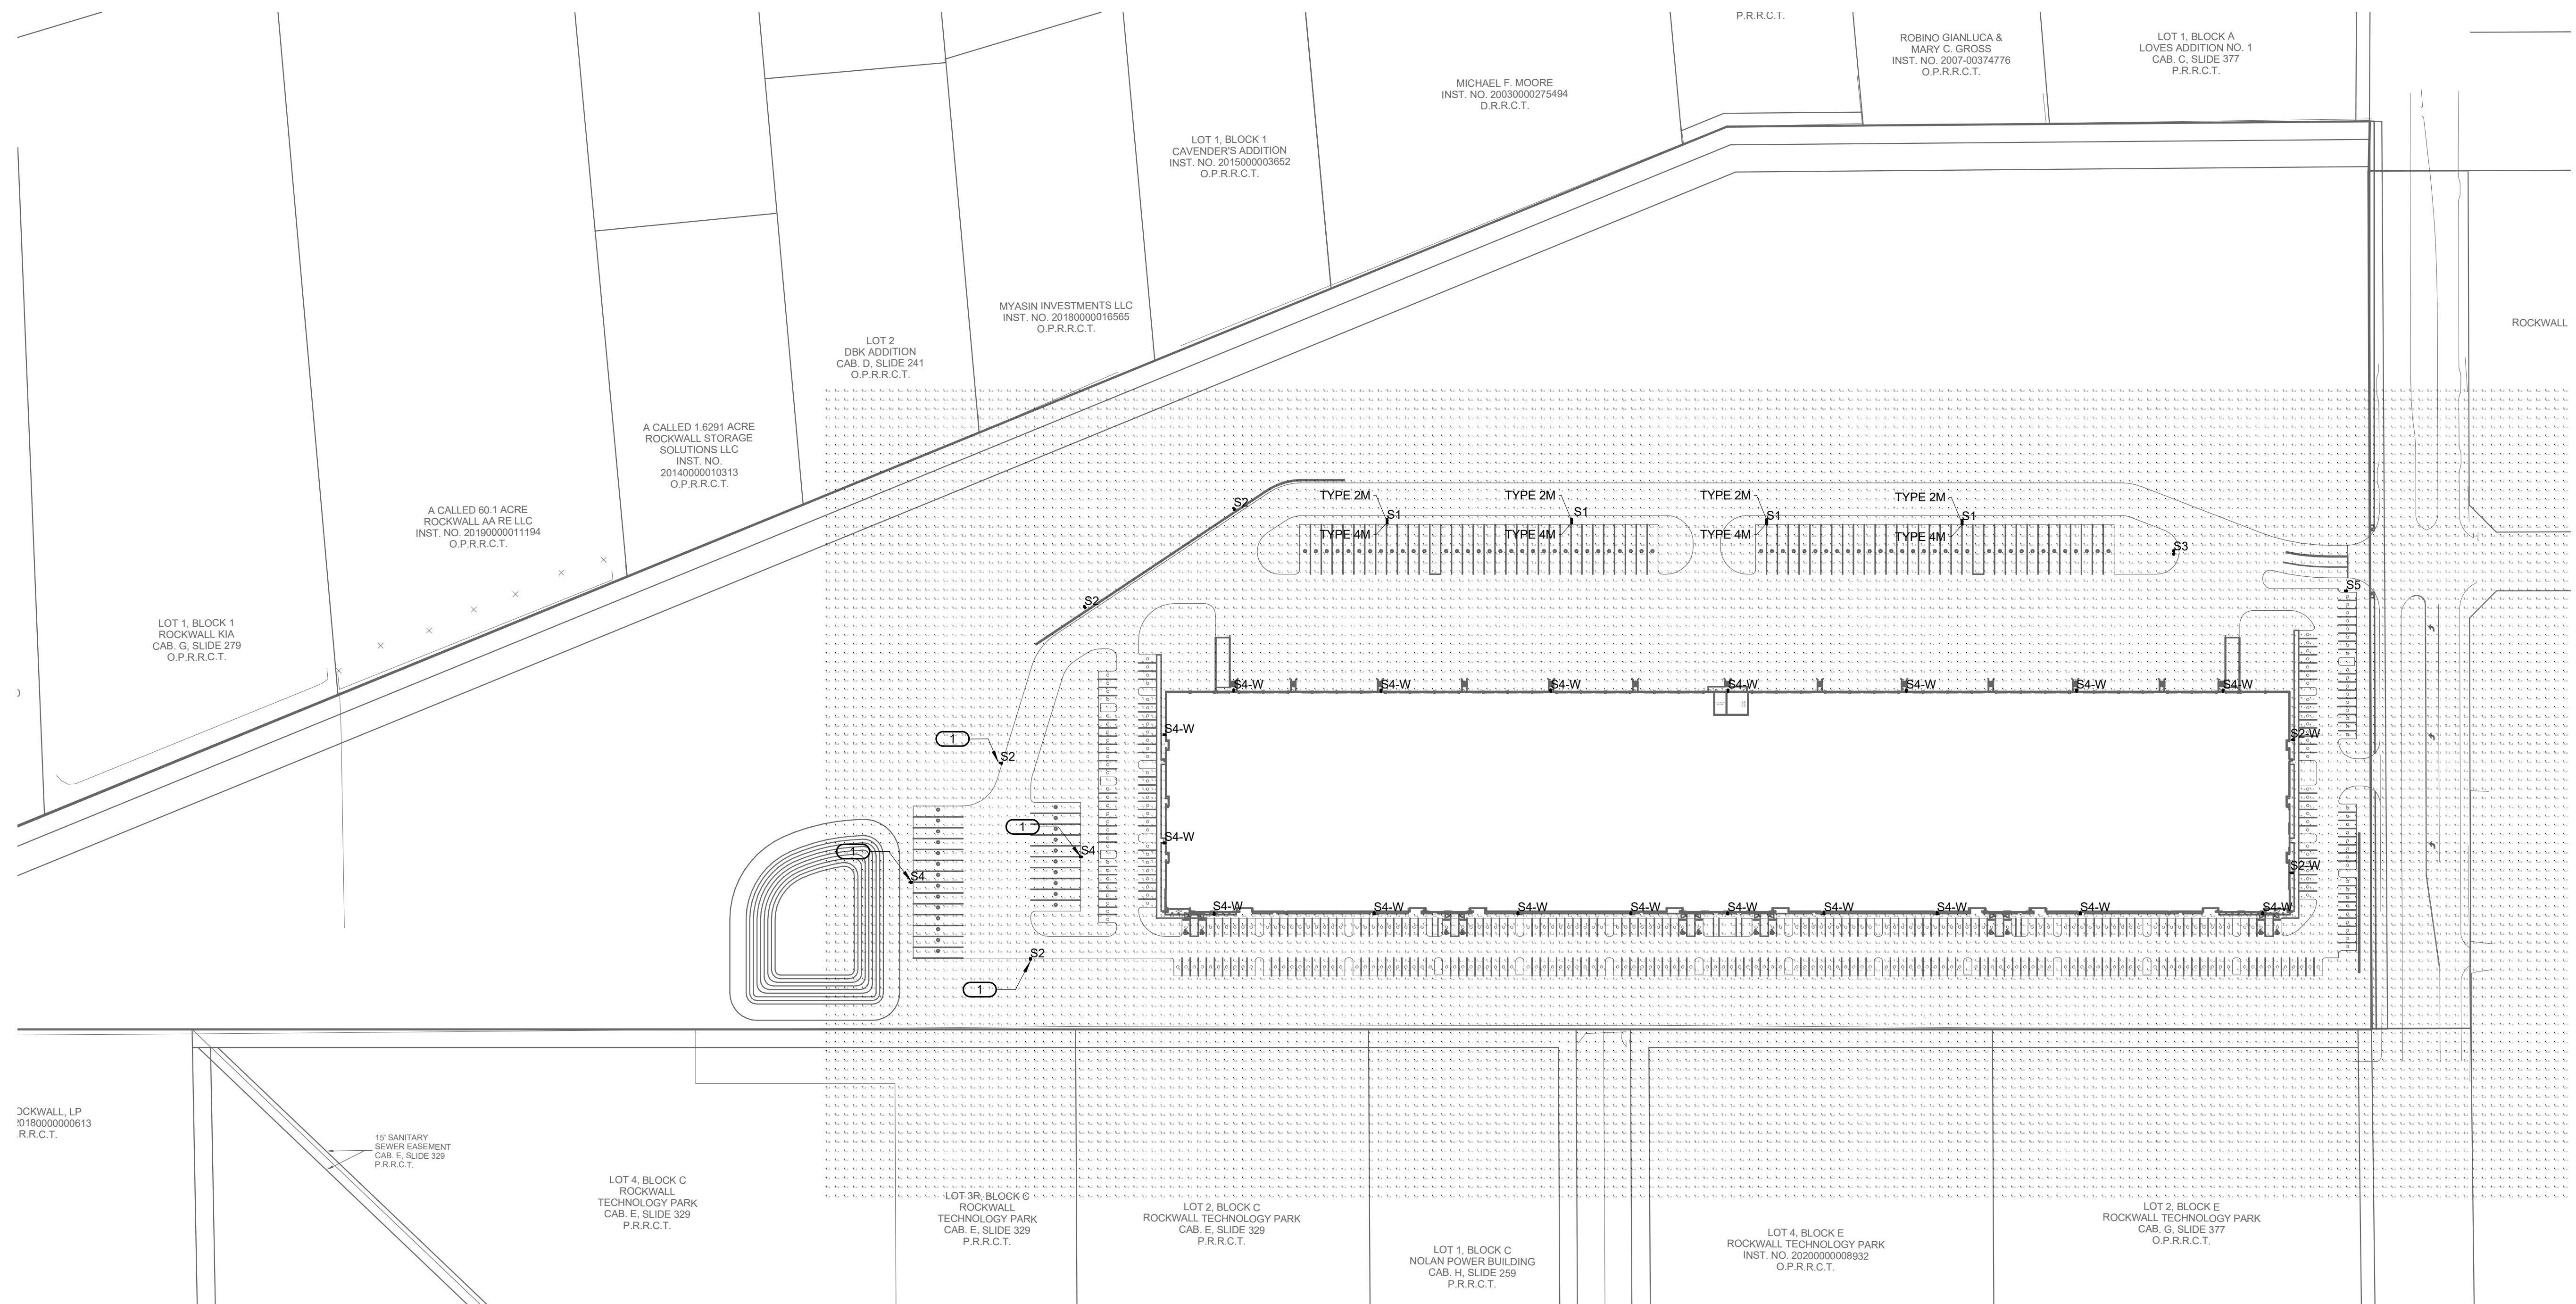 P.R.R.C.T.
ROBINO GIANLUCA &
MARY C. GROSS
INST. NO. 2007-00374776
O.P.R.R.C.T.
LOT 1, BLOCK A
LOVES ADDITION NO. 1
CAB. C, SLIDE 377
P.R.R.C.T.
MICHAEL F. MOORE
INST. NO. 20030000275494
D.R.R.C.T.
LOT 1, BLOCK 1
CAVENDER'S ADDITION
INST. NO. 2015000003652
O.P.R.R.C.T.
MYASIN INVESTMENTS LLC
INST. NO. 20180000016565
O.P.R.R.C.T.
ROCKWALL
LOT 2
DBK ADDITION
CAB. D, SLIDE 241
O.P.R.R.C.T.
A CALLED 1.6291 ACRE
ROCKWALL STORAGE
SOLUTIONS LLC
INST. NO.
20140000010313
O.P.R.R.C.T.
A CALLED 60.1 ACRE
ROCKWALL AA RE LLC
INST. NO. 20190000011194
O.P.R.R.C.T.
LOT 1, BLOCK 1
ROCKWALL KIA
CAB. G, SLIDE 279
O.P.R.R.C.T.
S2
TYPE 2M
S1
TYPE 4M
TYPE 2M
S1
TYPE 4M
TYPE 2M
S1
TYPE 4M
TYPE 2M
S1
TYPE 4M
S3
S5
S2
S4-W
S4-W
S4-W
S4-W
S4-W
S4-W
S4-W
S4-W
S2-W
1
S2
1
S4
1
S4
S4-W
S2-W
S4-W
S4-W
S4-W
S4-W
S4-W
S4-W
S4-W
S4-W
S4-W
S2
1
OCKWALL, LP
20180000000613
R.R.C.T.
15' SANITARY
SEWER EASEMENT
CAB. E, SLIDE 329
P.R.R.C.T.
LOT 4, BLOCK C
ROCKWALL
TECHNOLOGY PARK
CAB. E, SLIDE 329
P.R.R.C.T.
LOT 3R, BLOCK C
ROCKWALL
TECHNOLOGY PARK
CAB. E, SLIDE 329
P.R.R.C.T.
LOT 2, BLOCK C
ROCKWALL TECHNOLOGY PARK
CAB. E, SLIDE 329
P.R.R.C.T.
LOT 1, BLOCK C
NOLAN POWER BUILDING
CAB. H, SLIDE 259
P.R.R.C.T.
LOT 4, BLOCK E
ROCKWALL TECHNOLOGY PARK
INST. NO. 20200000008932
O.P.R.R.C.T.
LOT 2, BLOCK E
ROCKWALL TECHNOLOGY PARK
CAB. G, SLIDE 377
O.P.R.R.C.T.